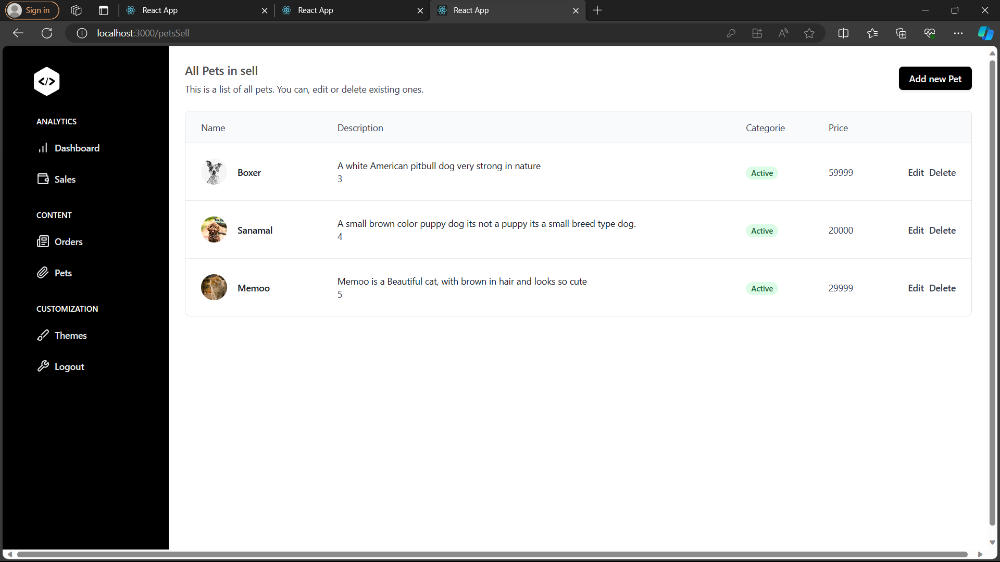 Sign in
React App
React App
React App
localhost:3000/petsSell
</>
ANALYTICS
Dashboard
Sales
CONTENT
Orders
Pets
CUSTOMIZATION
Themes
Logout
All Pets in sell
This is a list of all pets. You can, edit or delete existing ones.
Add new Pet
Name Description Categorie Price
Boxer
A white American pitbull dog very strong in nature
3
Active
59999
Edit Delete
Sanamal
A small brown color puppy dog its not a puppy its a small breed type dog.
4
Active
20000
Edit Delete
Memoo
Memoo is a Beautiful cat, with brown in hair and looks so cute
5
Active
29999
Edit Delete